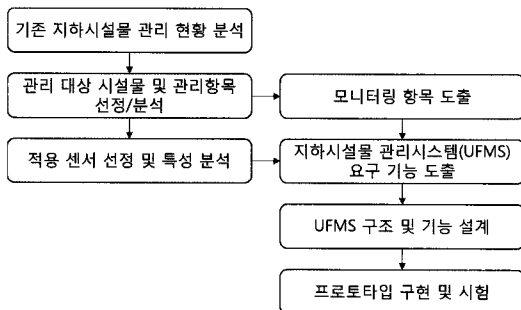 기존 지하시설물 관리 현황 분석
관리 대상 시설물 및 관리항목
선정/분석
모니터링 항목 도출
적용 센서 선정 및 특성 분석
지하시설물 관리시스템(UFMS)
요구 기능 도출
UFMS 구조 및 기능 설계
프로토타입 구현 및 시험